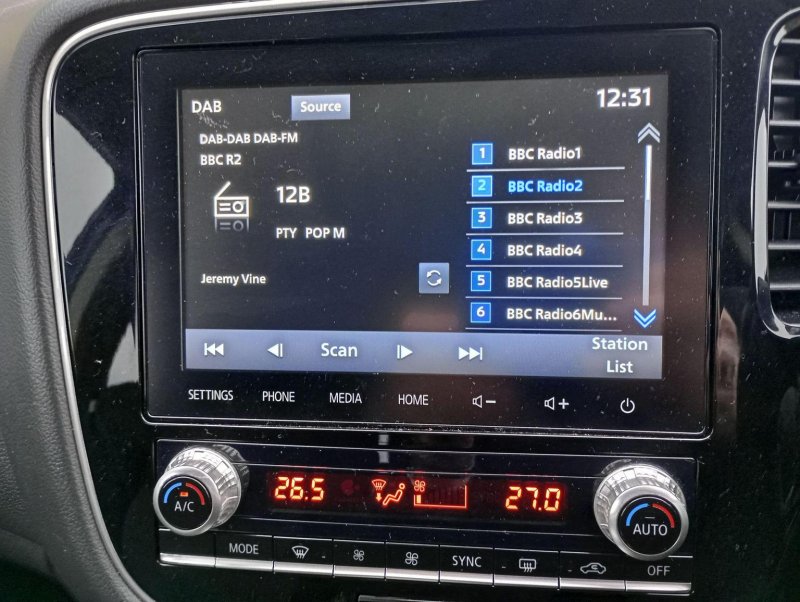 DAB Source 12:31
DAB-DAB DAB-FM
BBC R2
12B
PTY POP M
Jeremy Vine
1 BBC Radio1
2 BBC Radio2
3 BBC Radio3
4 BBC Radio4
5 BBC Radio5Live
6 BBC Radio6Mu...
Scan
Station
List
SETTINGS PHONE MEDIA HOME
26.5 27.0
A/C AUTO
MODE SYNC OFF